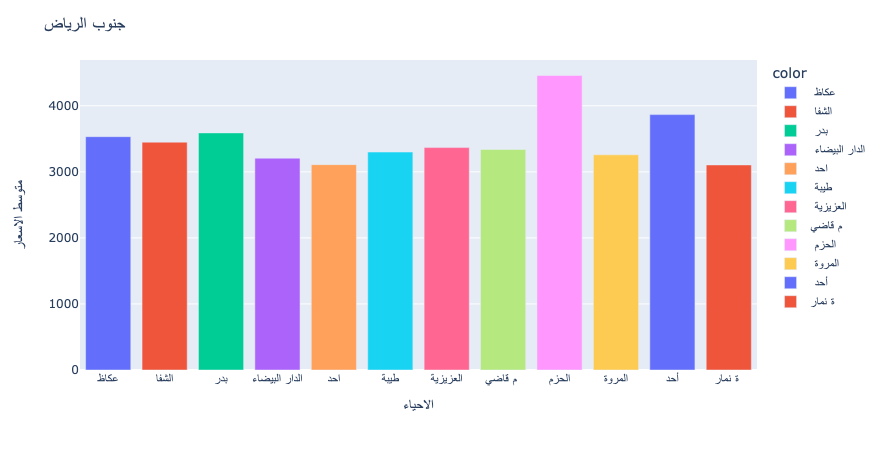 جنوب الرياض
متوسط الاسعار
4000
3000
2000
1000
0
عكاظ
الشفا
بدر
الدار البيضاء
احد
طيبة
العزيزية
م قاضي
الحزم
المروة
أحد
ة نمار
الاحياء
color
عكاظ
الشفا
بدر
الدار البيضاء
احد
طيبة
العزيزية
م قاضي
الحزم
المروة
أحد
ة نمار